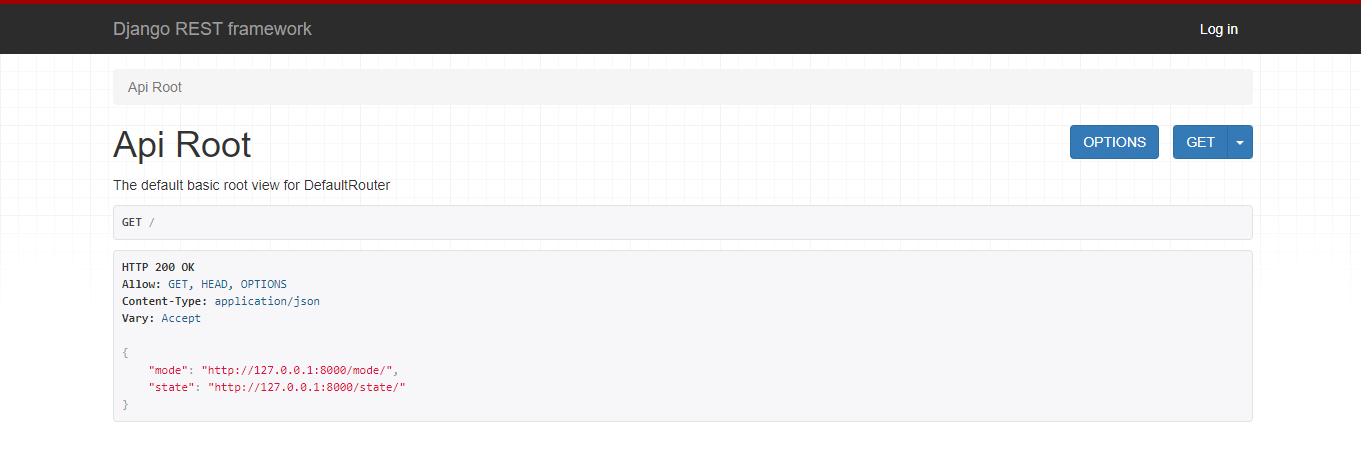 Django REST framework
Log in
Api Root
Api Root
OPTIONS
GET
The default basic root view for DefaultRouter
GET /
HTTP 200 OK
Allow: GET, HEAD, OPTIONS
Content-Type: application/json
Vary: Accept
{
    "mode": "http://127.0.0.1:8000/mode/",
    "state": "http://127.0.0.1:8000/state/"
}